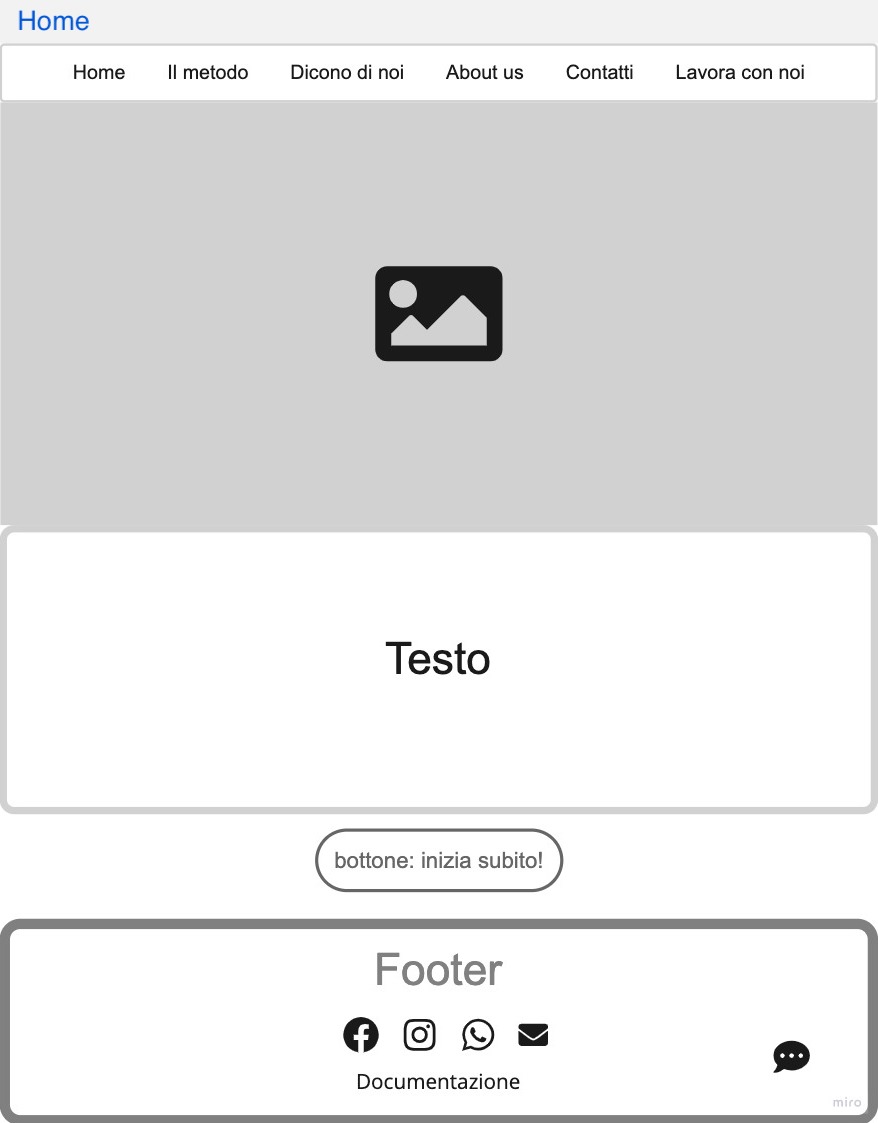 Home
Home Il metodo Dicono di noi About us Contatti Lavora con noi
Testo
bottone: inizia subito!
Footer
Documentazione
miro